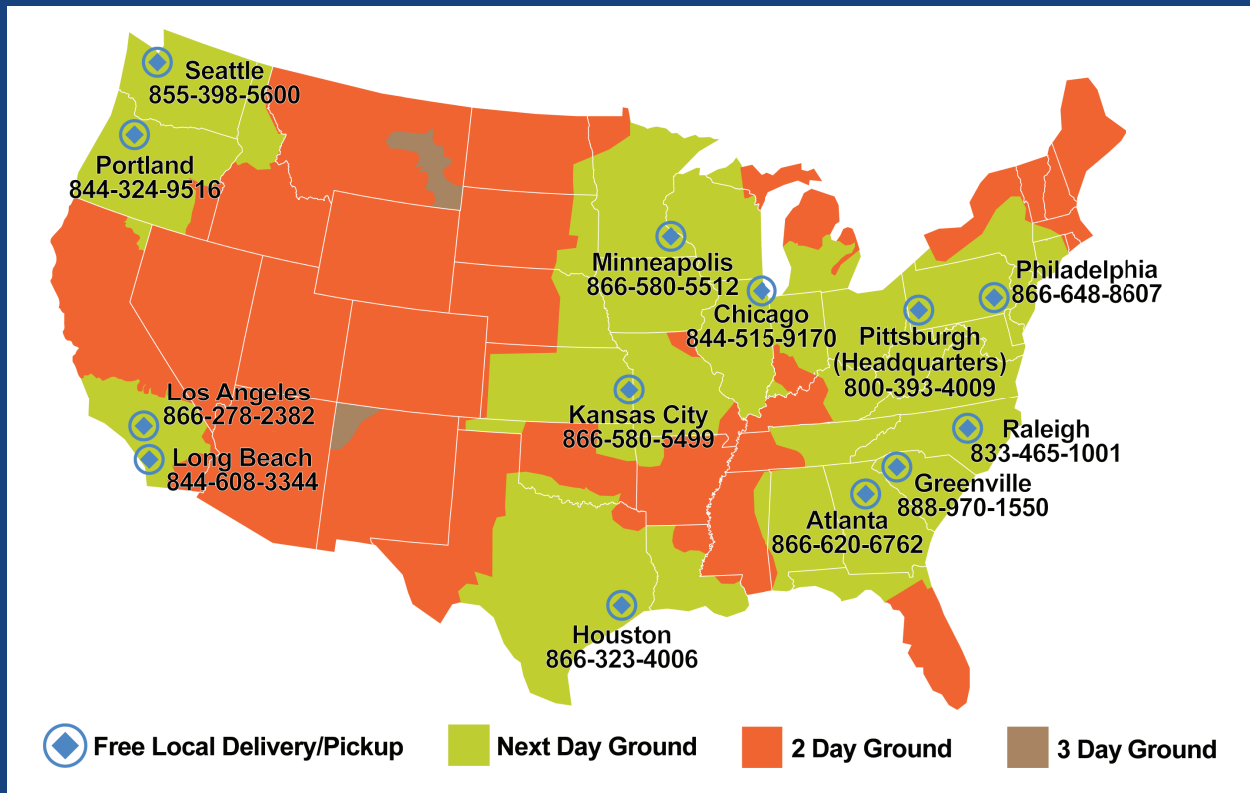 Seattle
855-398-5600
Portland
844-324-9516
Minneapolis
866-580-5512
Chicago
844-515-9170
Philadelphia
866-648-8607
Pittsburgh
(Headquarters)
800-393-4009
Los Angeles
866-278-2382
Kansas City
866-580-5499
Long Beach
844-608-3344
Raleigh
833-465-1001
Greenville
888-970-1550
Atlanta
866-620-6762
Houston
866-323-4006
Free Local Delivery/Pickup
Next Day Ground
2 Day Ground
3 Day Ground